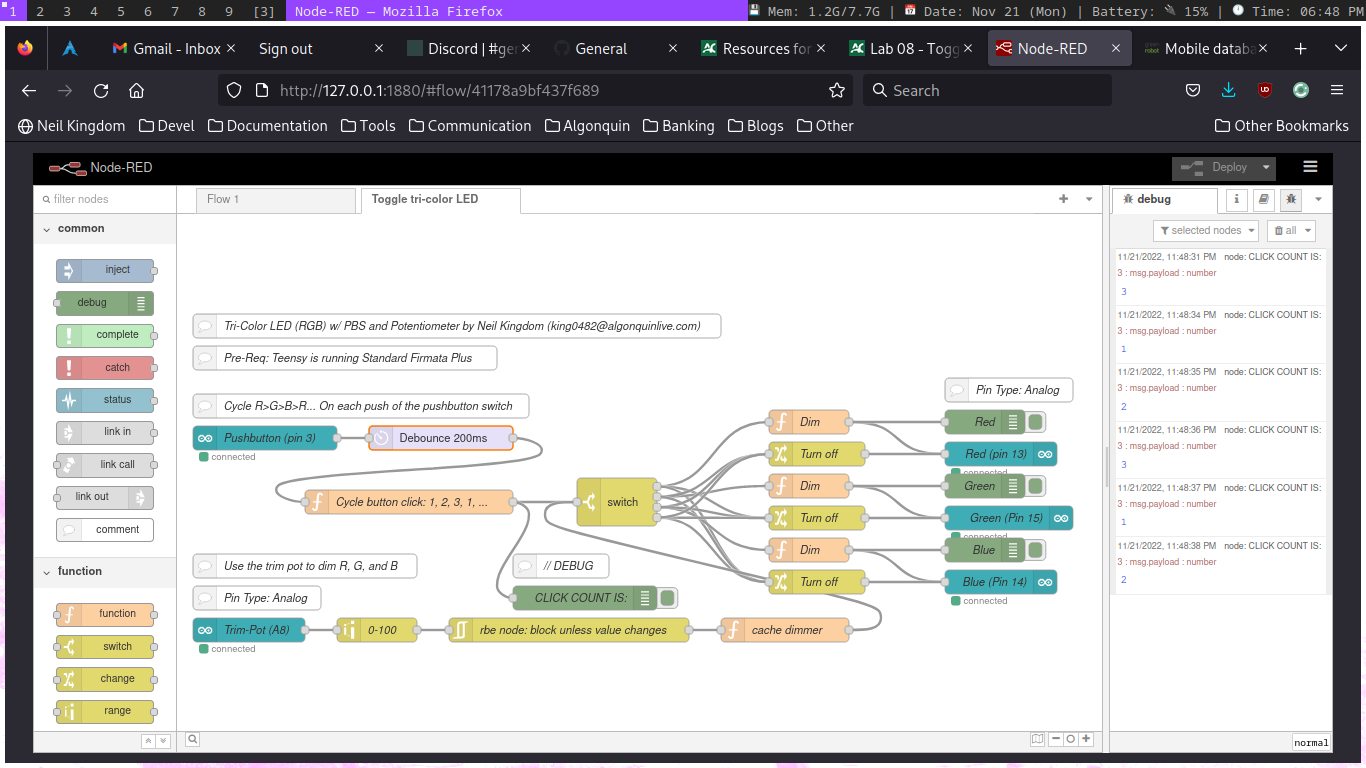 1 2 3 4 5 6 7 8 9 [3] Node-RED — Mozilla Firefox Mem: 1.2G/7.7G | Date: Nov 21 (Mon) | Battery: 15% | Time: 06:48 PM
Gmail - Inbox Sign out Discord | #ge General Resources for Lab 08 - Togg Node-RED Mobile datab
http://127.0.0.1:1880/#flow/41178a9bf437f689 Search
Neil Kingdom Devel Documentation Tools Communication Algonquin Banking Blogs Other Other Bookmarks
Node-RED Deploy
filter nodes Flow 1 Toggle tri-color LED debug
common
selected nodes all
inject
debug
complete
catch
status
link in
link call
link out
comment
function
function
switch
change
range
Tri-Color LED (RGB) w/ PBS and Potentiometer by Neil Kingdom (king0482@algonquinlive.com)
Pre-Req: Teensy is running Standard Firmata Plus
Cycle R>G>B>R... On each push of the pushbutton switch
Pushbutton (pin 3) Debounce 200ms
connected
Cycle button click: 1, 2, 3, 1, ...
switch
Pin Type: Analog
Dim Red
Turn off Red (pin 13)
connected
Dim Green
Turn off Green (Pin 15)
connected
Dim Blue
Turn off Blue (Pin 14)
connected
Use the trim pot to dim R, G, and B
// DEBUG
Pin Type: Analog
CLICK COUNT IS:
Trim-Pot (A8) 0-100 rbe node: block unless value changes cache dimmer
connected
11/21/2022, 11:48:31 PM node: CLICK COUNT IS:
3 : msg.payload : number
3
11/21/2022, 11:48:34 PM node: CLICK COUNT IS:
3 : msg.payload : number
1
11/21/2022, 11:48:35 PM node: CLICK COUNT IS:
3 : msg.payload : number
2
11/21/2022, 11:48:36 PM node: CLICK COUNT IS:
3 : msg.payload : number
3
11/21/2022, 11:48:37 PM node: CLICK COUNT IS:
3 : msg.payload : number
1
11/21/2022, 11:48:38 PM node: CLICK COUNT IS:
3 : msg.payload : number
2
normal